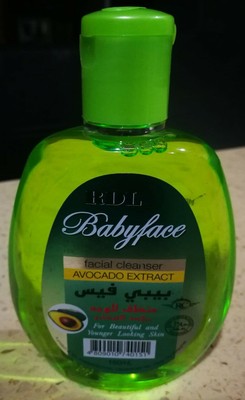 RDL
Babyface
facial cleanser
AVOCADO EXTRACT
بيبي فيس
For Beautiful and
Younger Looking Skin